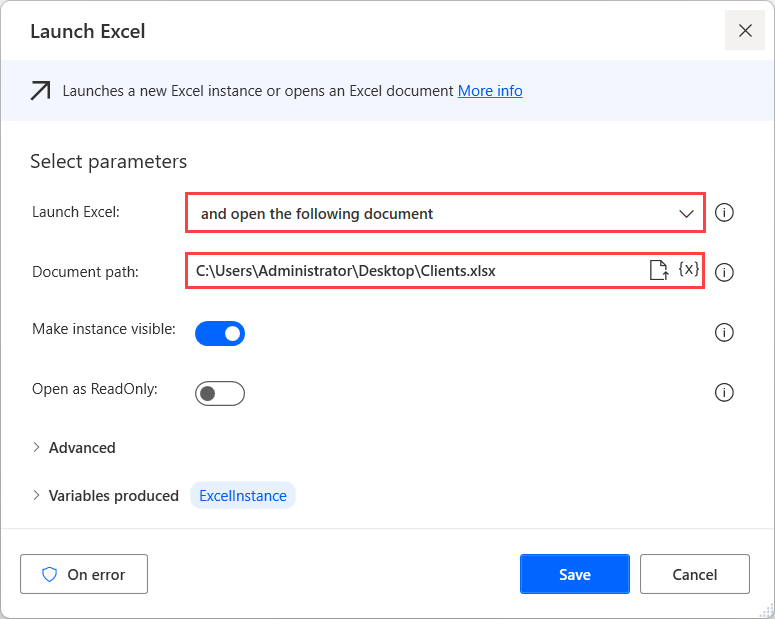 Launch Excel
Launches a new Excel instance or opens an Excel document More info
Select parameters
Launch Excel: and open the following document
Document path: C:\Users\Administrator\Desktop\Clients.xlsx {x}
Make instance visible:
Open as ReadOnly:
Advanced
Variables produced ExcelInstance
On error Save Cancel